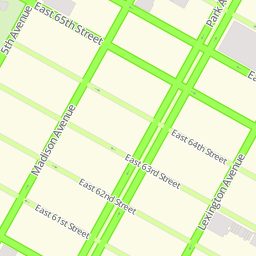 East 65th Street
Park A
5th Avenue
Madison Avenue
East 64th Street
East
East 63rd Street
Lexington Avenue
East 62nd Street
East 61st Street